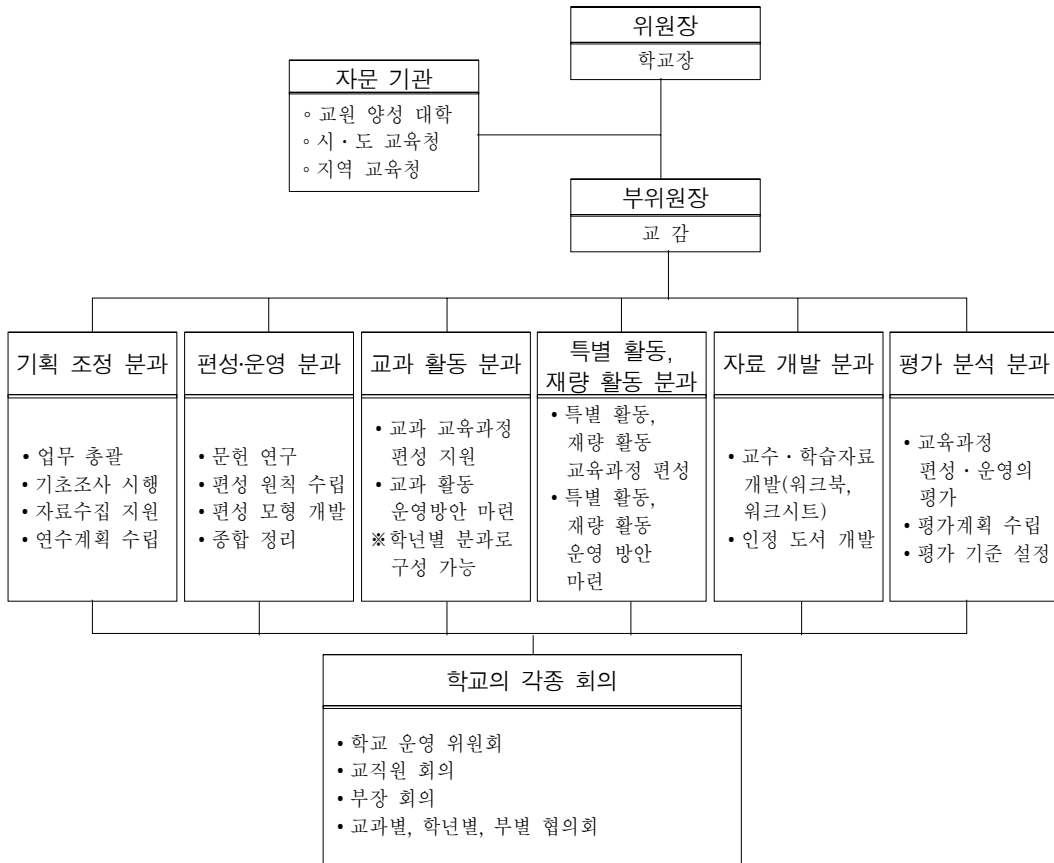 위원장
학교장
자문 기관
◦ 교원 양성 대학
◦ 시・도 교육청
◦ 지역 교육청
부위원장
교 감
기획 조정 분과
• 업무 총괄
• 기초조사 시행
• 자료수집 지원
• 연수계획 수립
편성·운영 분과
• 문헌 연구
• 편성 원칙 수립
• 편성 모형 개발
• 종합 정리
교과 활동 분과
• 교과 교육과정
편성 지원
• 교과 활동
운영방안 마련
※학년별 분과로
구성 가능
특별 활동,
재량 활동 분과
• 특별 활동,
재량 활동
교육과정 편성
• 특별 활동,
재량 활동
운영 방안
마련
자료 개발 분과
• 교수・학습자료
개발(워크북,
워크시트)
• 인정 도서 개발
평가 분석 분과
• 교육과정
편성・운영의
평가
• 평가계획 수립
• 평가 기준 설정
학교의 각종 회의
• 학교 운영 위원회
• 교직원 회의
• 부장 회의
• 교과별, 학년별, 부별 협의회